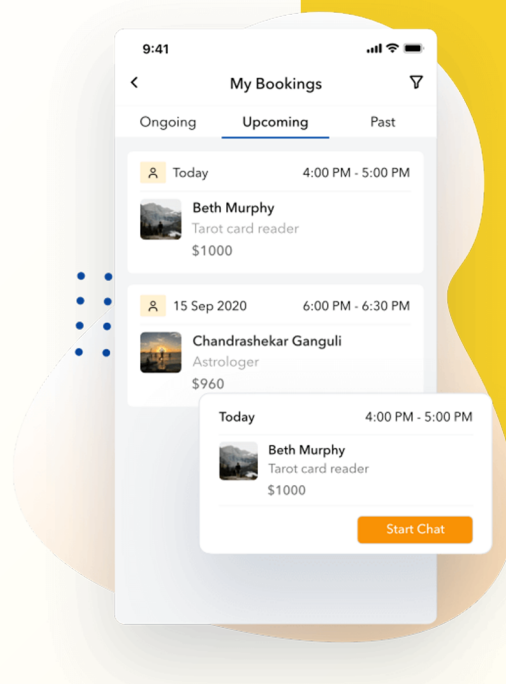 9:41
My Bookings
Ongoing Upcoming Past
Today 4:00 PM - 5:00 PM
Beth Murphy
Tarot card reader
$1000
15 Sep 2020 6:00 PM - 6:30 PM
Chandrashekar Ganguli
Astrologer
$960
Today 4:00 PM - 5:00 PM
Beth Murphy
Tarot card reader
$1000
Start Chat